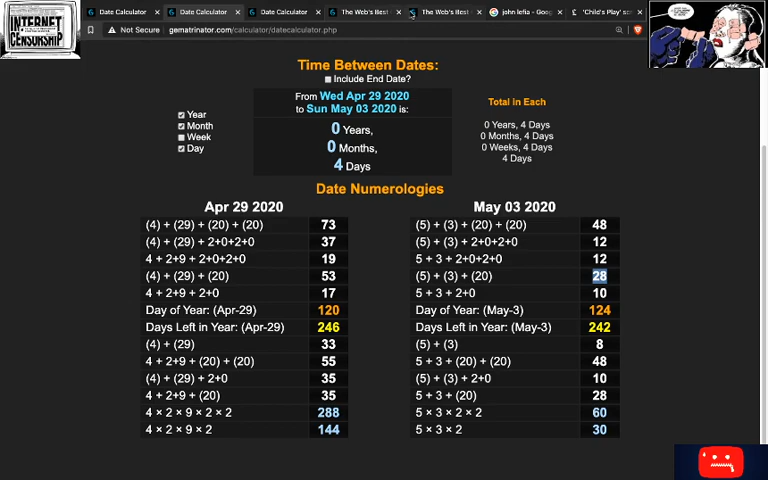 INTERNET
CENSORSHIP
Date Calculator
Date Calculator
Date Calculator
The Web's Best
The Web's Best
Not Secure
gematrinator.com/calculator/datecalculator.php
Time Between Dates:
Include End Date?
Year
Month
Week
Day
From Wed Apr 29 2020
to Sun May 03 2020 is:
0 Years,
0 Months,
4 Days
Total in Each
0 Years, 4 Days
0 Months, 4 Days
0 Weeks, 4 Days
4 Days
Date Numerologies
Apr 29 2020
(4) + (29) + (20) + (20) 73
(4) + (29) + 2+0+2+0 37
4 + 2+9 + 2+0+2+0 19
(4) + (29) + (20) 53
4 + 2+9 + 2+0 17
Day of Year: (Apr-29) 120
Days Left in Year: (Apr-29) 246
(4) + (29) 33
4 + 2+9 + (20) + (20) 55
(4) + (29) + 2+0 35
4 + 2+9 + (20) 35
4 × 2 × 9 × 2 × 2 288
4 × 2 × 9 × 2 144
May 03 2020
(5) + (3) + (20) + (20) 48
(5) + (3) + 2+0+2+0 12
5 + 3 + 2+0+2+0 12
(5) + (3) + (20) 28
5 + 3 + 2+0 10
Day of Year: (May-3) 124
Days Left in Year: (May-3) 242
(5) + (3) 8
5 + 3 + (20) + (20) 48
(5) + (3) + 2+0 10
5 + 3 + (20) 28
5 × 3 × 2 × 2 60
5 × 3 × 2 30